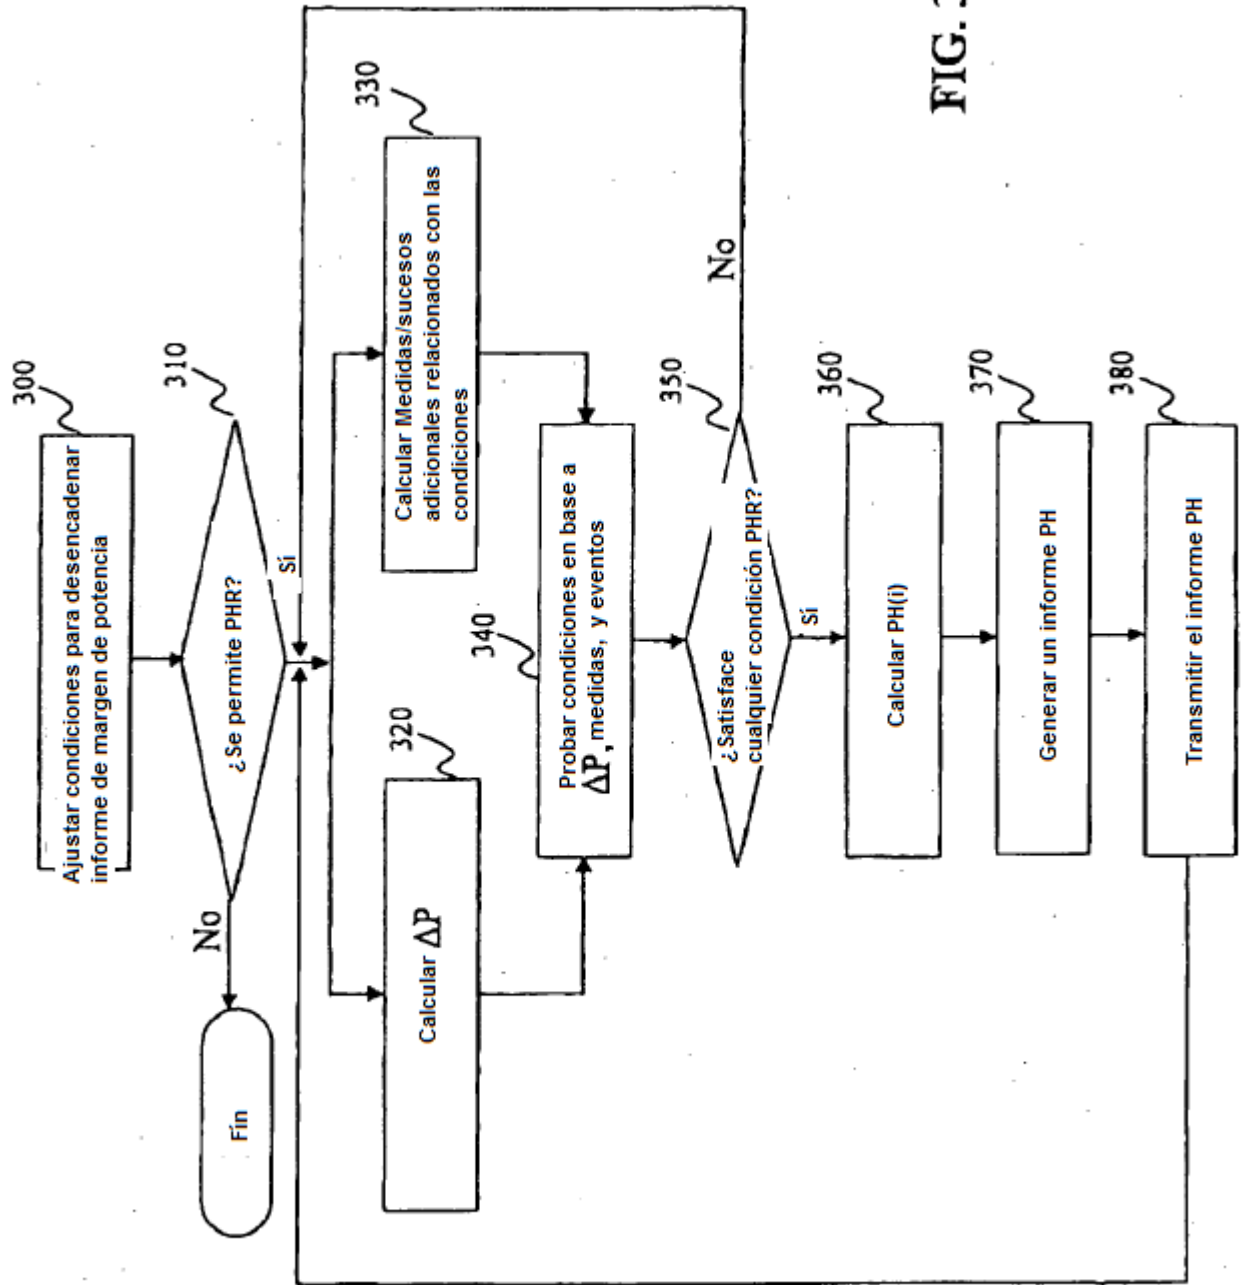 300
Ajustar condiciones para desencadenar
informe de margen de potencia
310
¿Se permite PHR?
No
Fin
Sí
320
Calcular ΔP
330
Calcular Medidas/sucesos
adicionales relacionados con las
condiciones
340
Probar condiciones en base a
ΔP, medidas, y eventos
350
¿Satisface
cualquier condición PHR?
No
Sí
360
Calcular PH(i)
370
Generar un informe PH
380
Transmitir el informe PH
FIG.